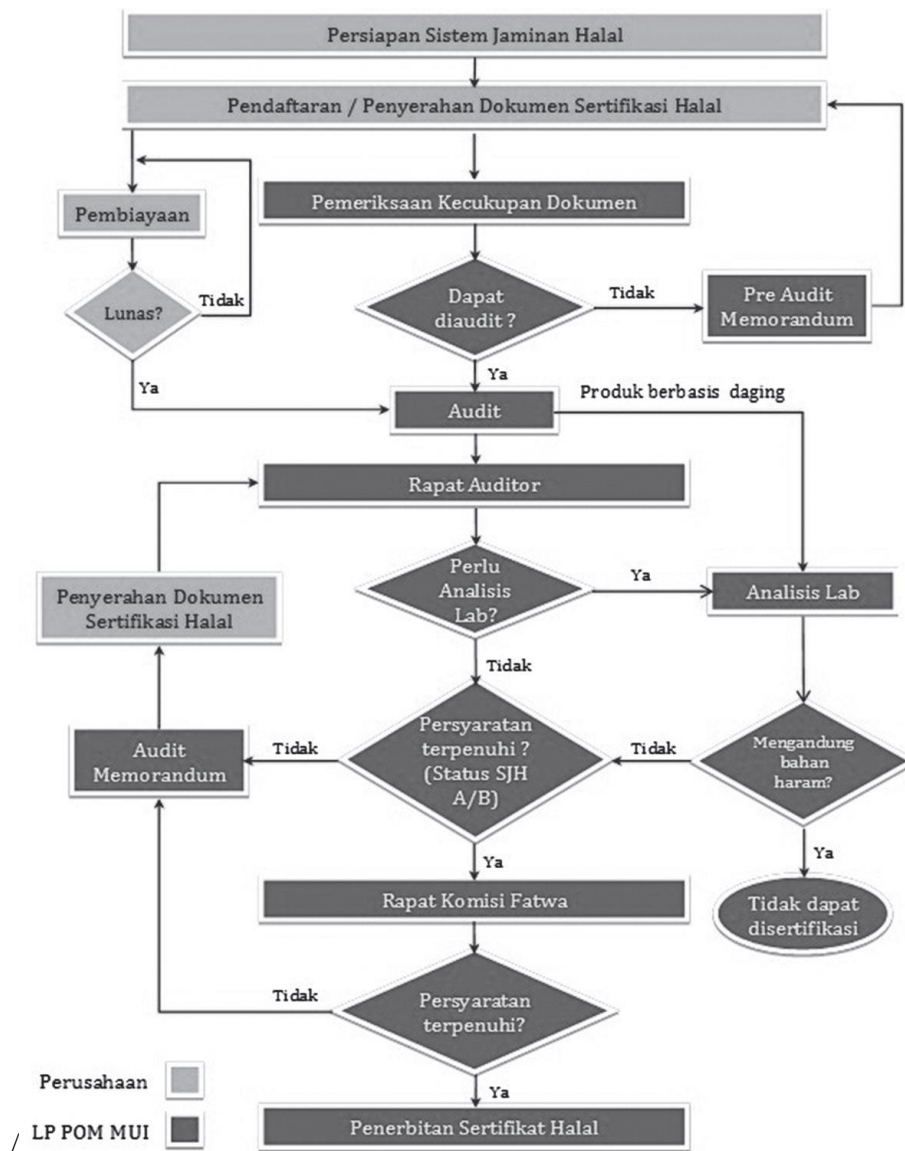 Persiapan Sistem Jaminan Halal
Pendaftaran / Penyerahan Dokumen Sertifikasi Halal
Pembiayaan
Pemeriksaan Kecukupan Dokumen
Lunas?
Tidak
Dapat
diaudit ?
Tidak
Pre Audit
Memorandum
Ya
Ya
Produk berbasis daging
Audit
Rapat Auditor
Penyerahan Dokumen
Sertifikasi Halal
Perlu
Analisis
Lab?
Ya
Analisis Lab
Tidak
Audit
Memorandum
Tidak
Persyaratan
terpenuhi ?
(Status SJH
A/B)
Tidak
Mengandung
bahan
haram?
Ya
Ya
Rapat Komisi Fatwa
Tidak dapat
disertifikasi
Tidak
Persyaratan
terpenuhi?
Ya
Penerbitan Sertifikat Halal
Perusahaan
/ LP POM MUI